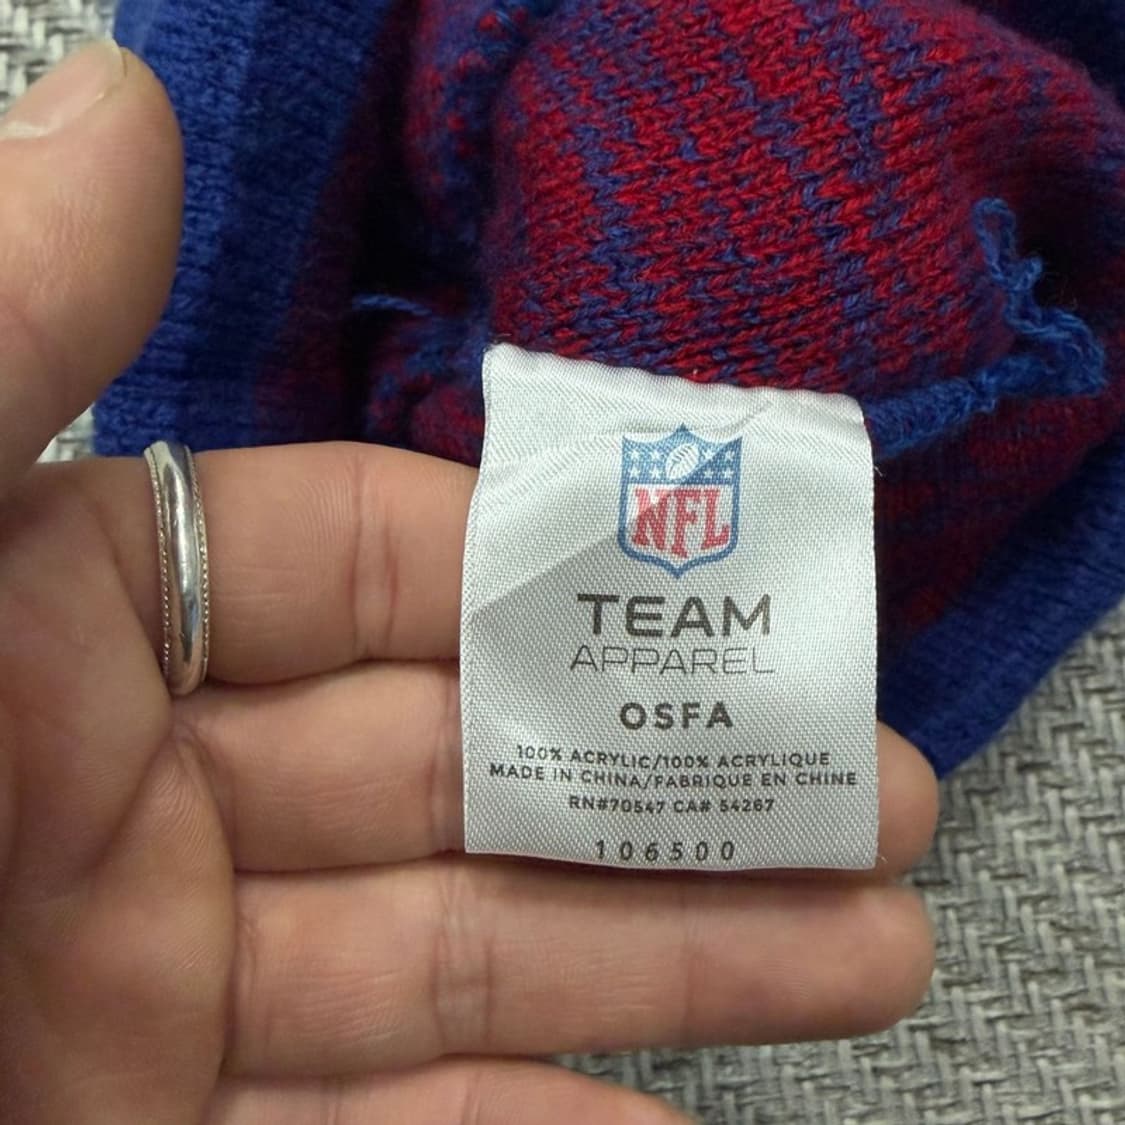 NFL
TEAM
APPAREL
OSFA
100% ACRYLIC/100% ACRYLIQUE
MADE IN CHINA/FABRIQUE EN CHINE
RN#70547 CA# 54267
106500